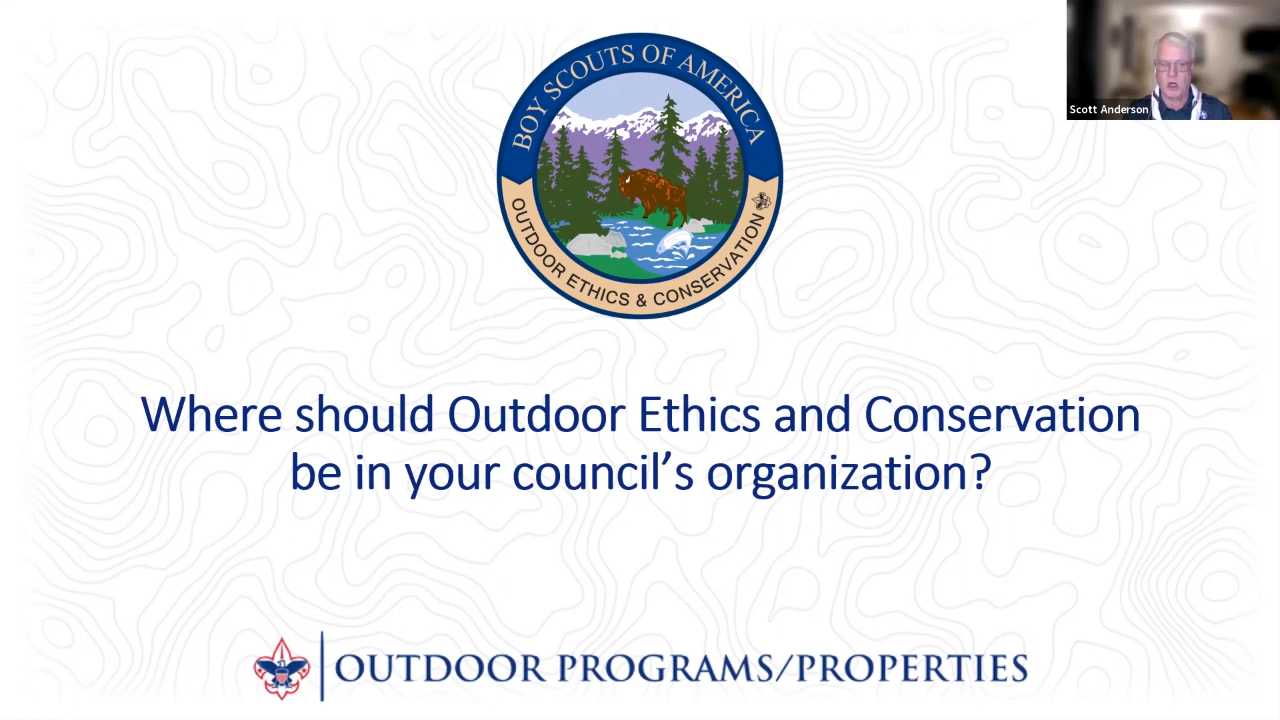 BOY SCOUTS OF AMERICA
OUTDOOR ETHICS & CONSERVATION
Scott Anderson
Where should Outdoor Ethics and Conservation
be in your council’s organization?
OUTDOOR PROGRAMS/PROPERTIES